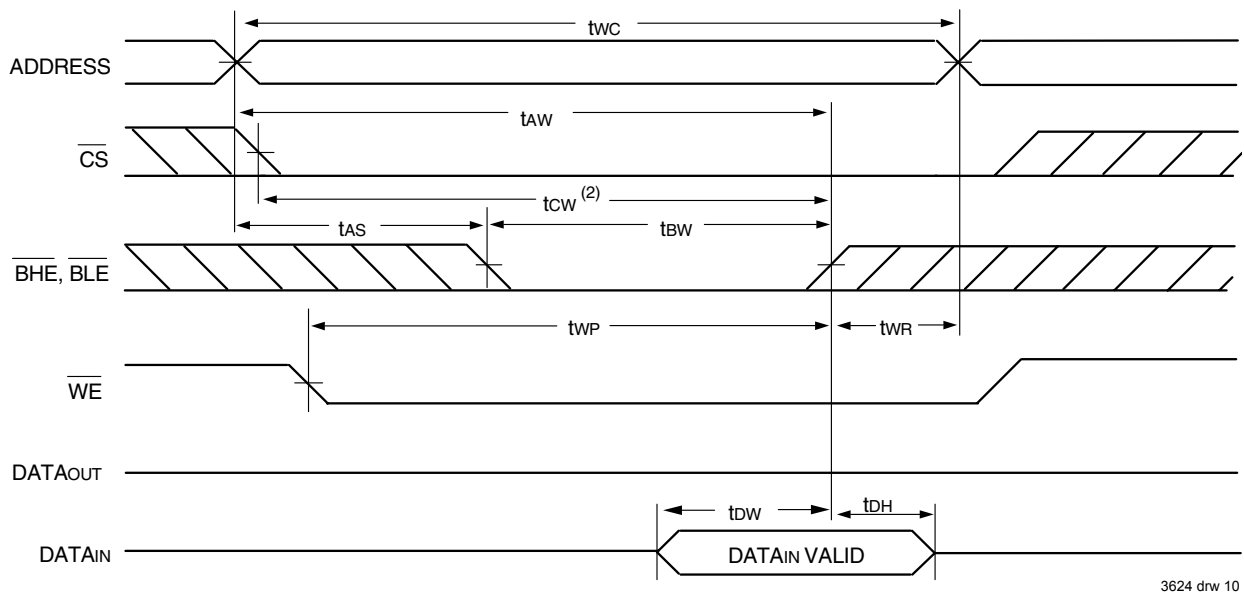 tWC
ADDRESS
tAW
CS
tCW (2)
tAS
tBW
BHE, BLE
tWP
tWR
WE
DATAOUT
tDW
tDH
DATAIN
DATAIN VALID
3624 drw 10